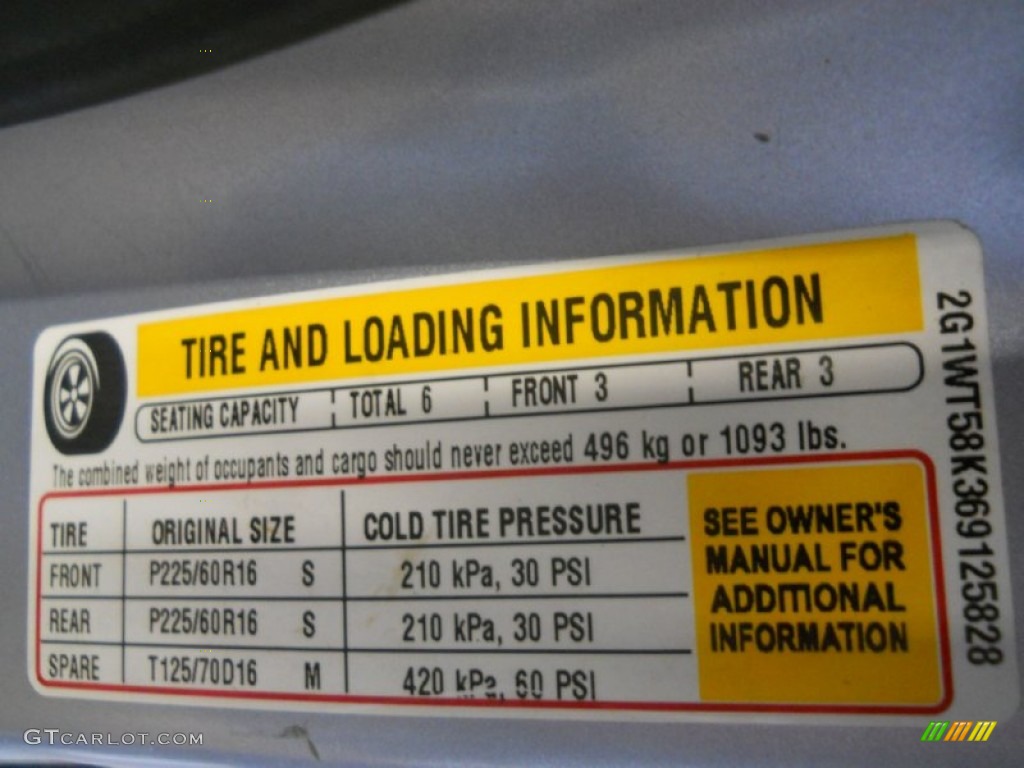 TIRE AND LOADING INFORMATION
SEATING CAPACITY TOTAL 6 FRONT 3 REAR 3
The combined weight of occupants and cargo should never exceed 496 kg or 1093 lbs.
TIRE ORIGINAL SIZE COLD TIRE PRESSURE
FRONT P225/60R16 S 210 kPa, 30 PSI
REAR P225/60R16 S 210 kPa, 30 PSI
SPARE T125/70D16 M 420 kPa, 60 PSI
SEE OWNER'S
MANUAL FOR
ADDITIONAL
INFORMATION
2G1WT58K369125828
GTCARLOT.COM